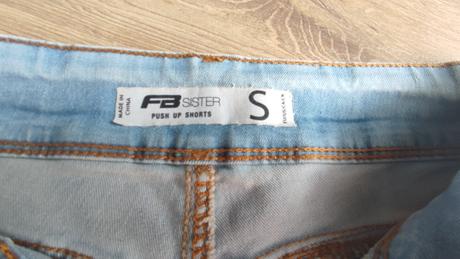 MADE IN
CHINA
FB SISTER
PUSH UP SHORTS
S